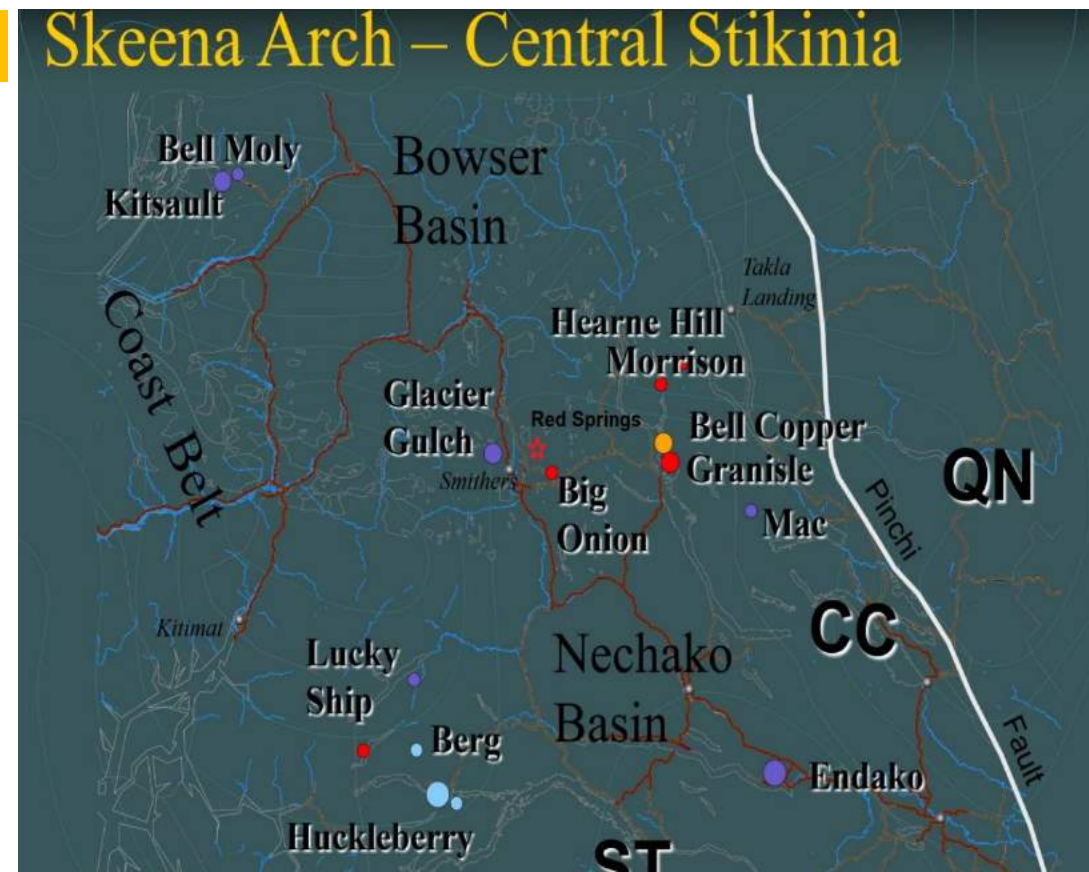 Skeena Arch – Central Stikinia
Bell Moly
Kitsault
Bowser
Basin
Coast Belt
Takla
Landing
Hearne Hill
Morrison
Glacier
Gulch
Red Springs
Smithers
Bell Copper
Granisle
Big
Onion
Mac
QN
Pinchi
Fault
CC
Kitimat
Lucky
Ship
Nechako
Basin
Berg
Endako
Huckleberry
ST